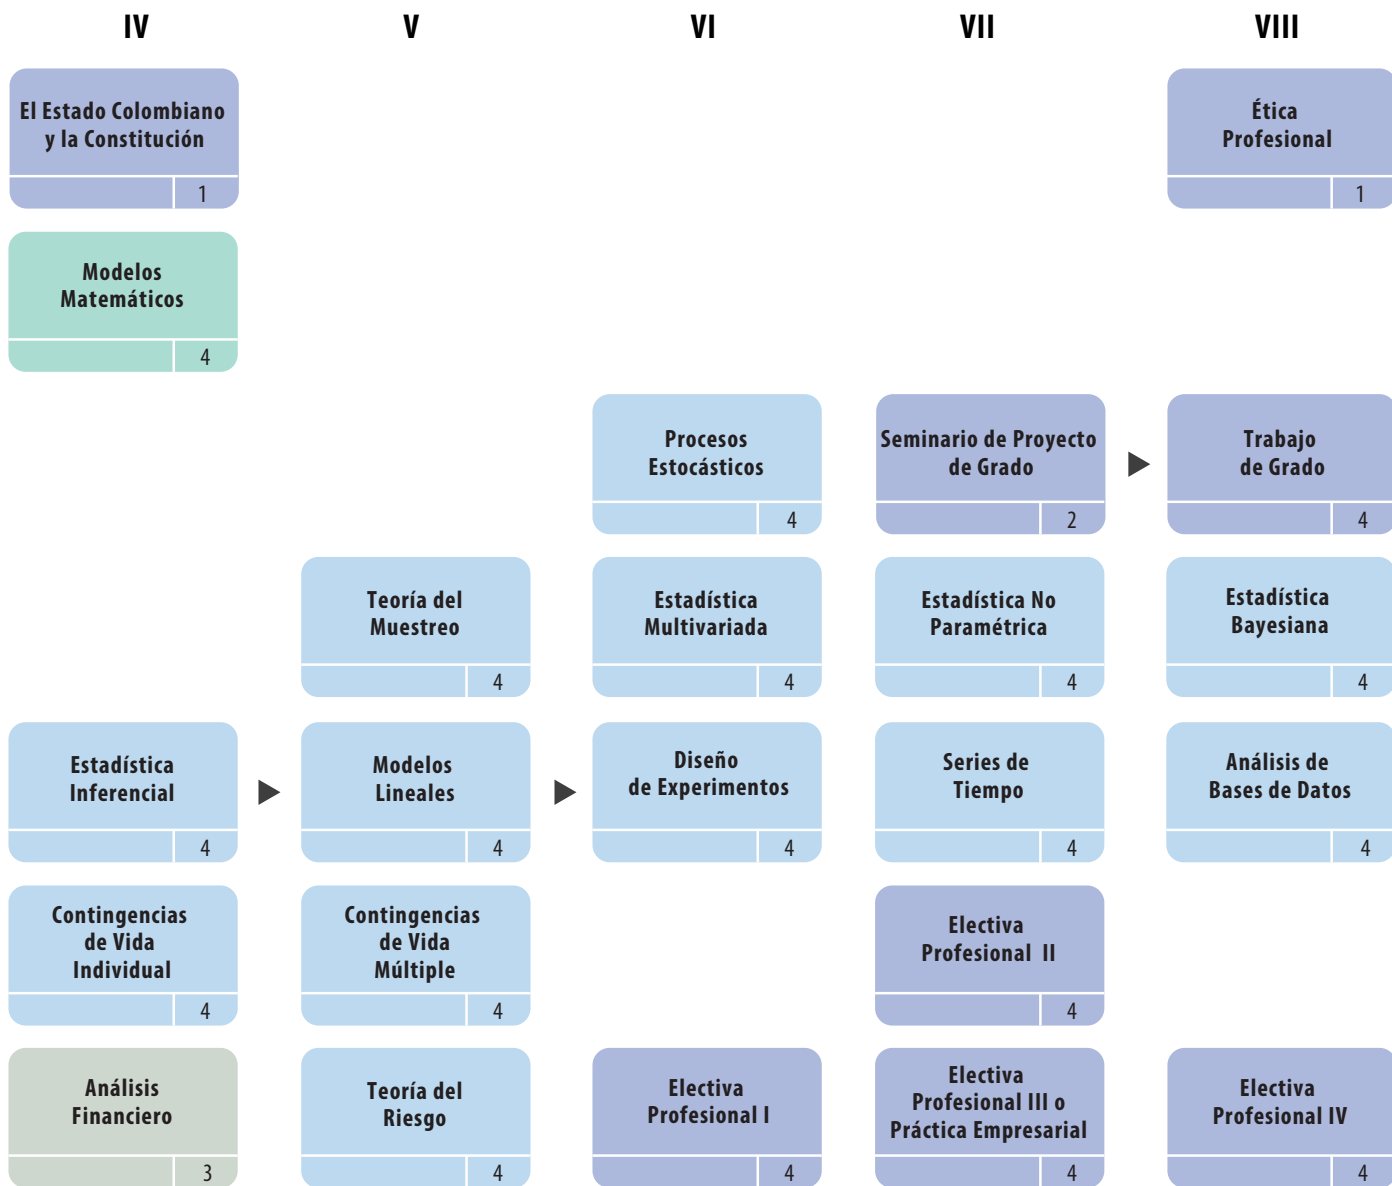 IV
V
VI
VII
VIII
El Estado Colombiano
y la Constitución
1
Ética
Profesional
1
Modelos
Matemáticos
4
Procesos
Estocásticos
4
Seminario de Proyecto
de Grado
2
Trabajo
de Grado
4
Teoría del
Muestreo
4
Estadística
Multivariada
4
Estadística No
Paramétrica
4
Estadística
Bayesiana
4
Estadística
Inferencial
4
Modelos
Lineales
4
Diseño
de Experimentos
4
Series de
Tiempo
4
Análisis de
Bases de Datos
4
Contingencias
de Vida
Individual
4
Contingencias
de Vida
Múltiple
4
Electiva
Profesional II
4
Análisis
Financiero
3
Teoría del
Riesgo
4
Electiva
Profesional I
4
Electiva
Profesional III o
Práctica Empresarial
4
Electiva
Profesional IV
4